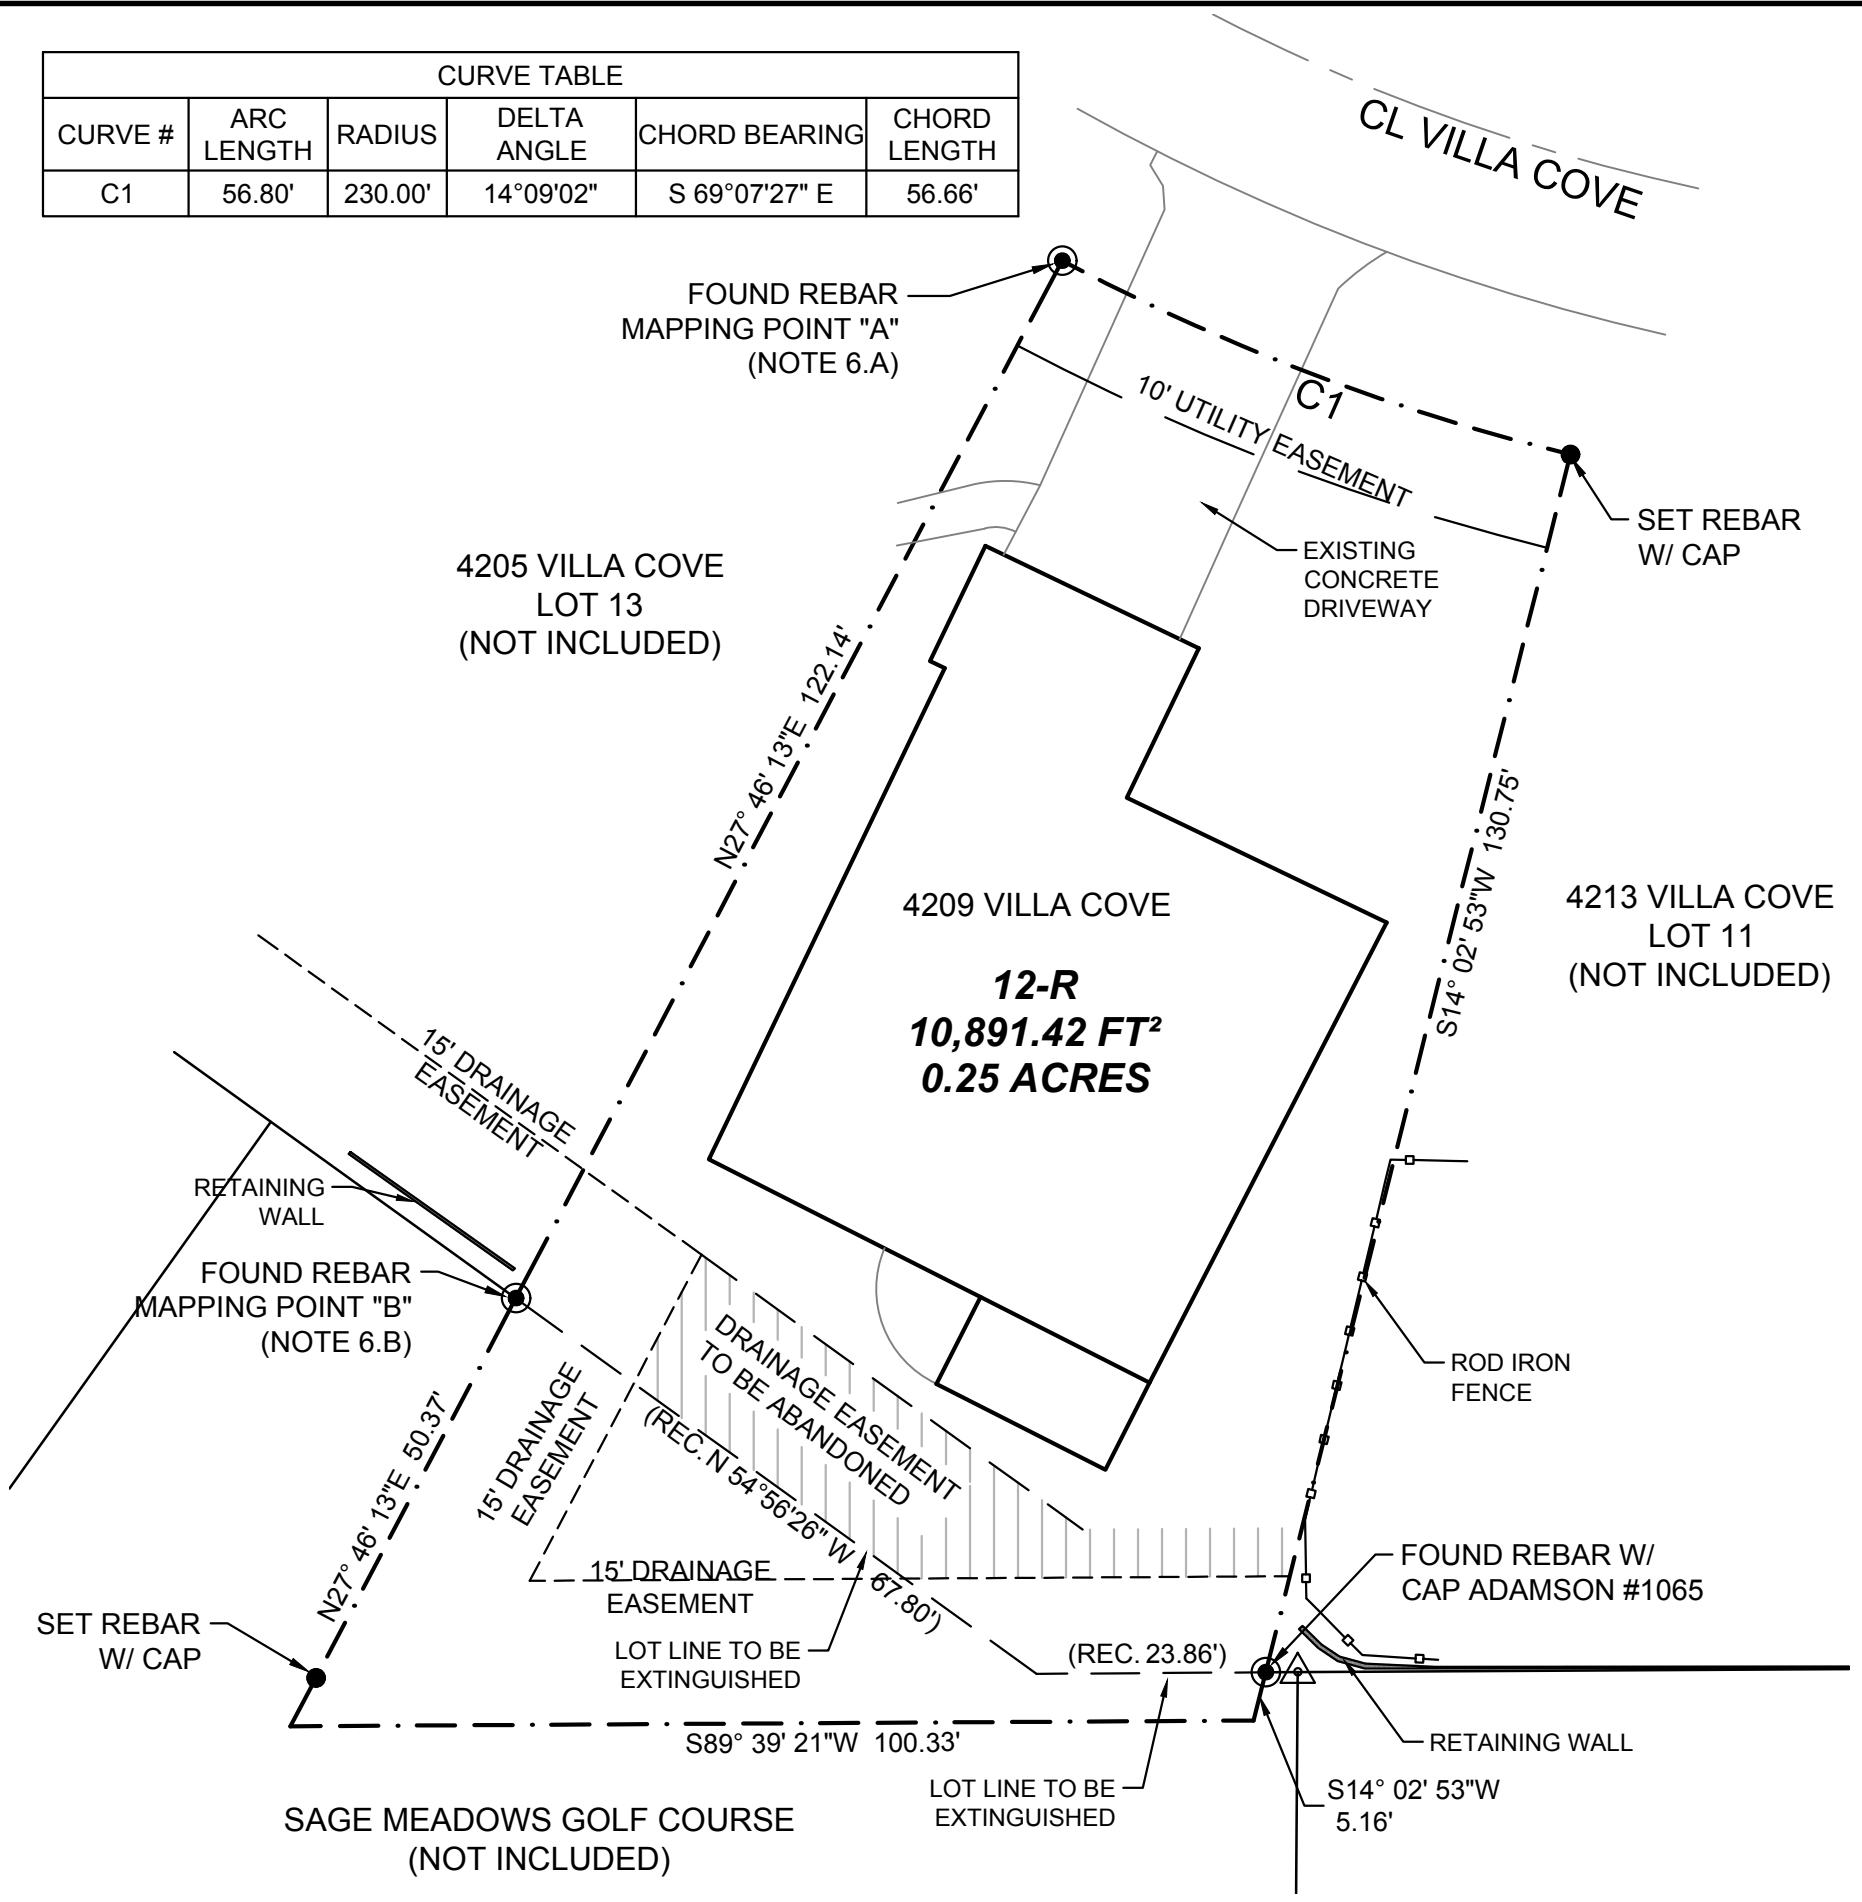 CURVE TABLE
CURVE # ARC LENGTH RADIUS DELTA ANGLE CHORD BEARING CHORD LENGTH
C1 56.80' 230.00' 14°09'02" S 69°07'27" E 56.66'
CL VILLA COVE
FOUND REBAR
MAPPING POINT "A"
(NOTE 6.A)
C1
10' UTILITY EASEMENT
SET REBAR
W/ CAP
EXISTING
CONCRETE
DRIVEWAY
4205 VILLA COVE
LOT 13
(NOT INCLUDED)
N27° 46' 13"E 122.14'
S14° 02' 53"W 130.75'
4209 VILLA COVE
12-R
10,891.42 FT²
0.25 ACRES
4213 VILLA COVE
LOT 11
(NOT INCLUDED)
15' DRAINAGE
EASEMENT
RETAINING
WALL
FOUND REBAR
MAPPING POINT "B"
(NOTE 6.B)
DRAINAGE EASEMENT
TO BE ABANDONED
ROD IRON
FENCE
15' DRAINAGE
EASEMENT
(REC. N 54°56'26" W 67.80')
N27° 46' 13"E 50.37'
15' DRAINAGE
EASEMENT
FOUND REBAR W/
CAP ADAMSON #1065
SET REBAR
W/ CAP
LOT LINE TO BE
EXTINGUISHED
(REC. 23.86')
S89° 39' 21"W 100.33'
RETAINING WALL
LOT LINE TO BE
EXTINGUISHED
S14° 02' 53"W
5.16'
SAGE MEADOWS GOLF COURSE
(NOT INCLUDED)